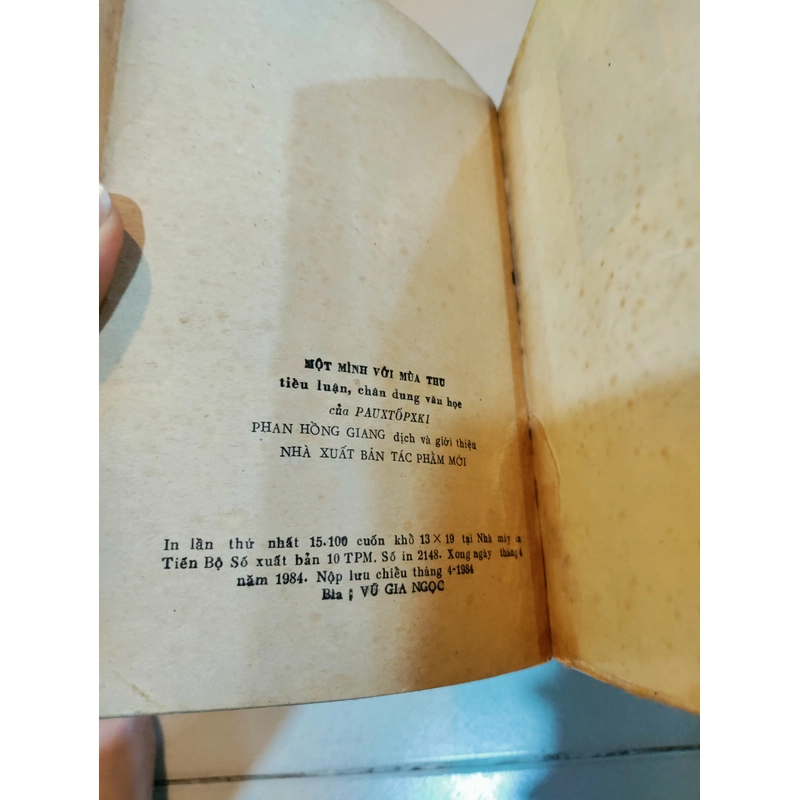 MỘT MÌNH VỚI MÙA THU
tiều luận, chân dung văn học
của PAUXTỐPXKI
PHAN HỒNG GIANG dịch và giới thiệu
NHÀ XUẤT BẢN TÁC PHẨM MỚI
In lần thứ nhất 15.100 cuốn khổ 13 × 19 tại Nhà máy
Tiến Bộ Số xuất bản 10 TPM. Số in 2148. Xong ngày tháng 4
năm 1984. Nộp lưu chiểu tháng 4-1984
Bìa : VŨ GIA NGỌC